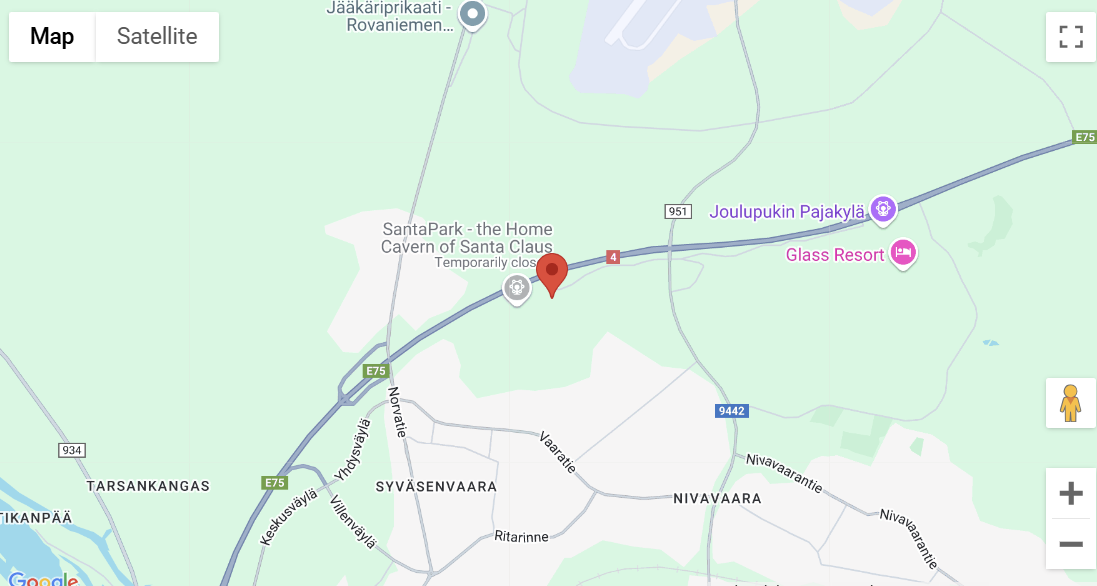 Jääkäriprikaati -
Rovaniemen...
Map
Satellite
E75
951
Joulupukin Pajakylä
SantaPark - the Home
Cavern of Santa Claus
Temporarily clos
4
Glass Resort
E75
9442
Norvatie
934
Yhdysväylä
Vaaratie
Nivavaarantie
E75
TARSANKANGAS
SYVÄSENVAARA
NIVAVAARA
Keskusväylä
Villenväylä
TIKANPÄÄ
Nivavaarantie
Ritarinne
Google